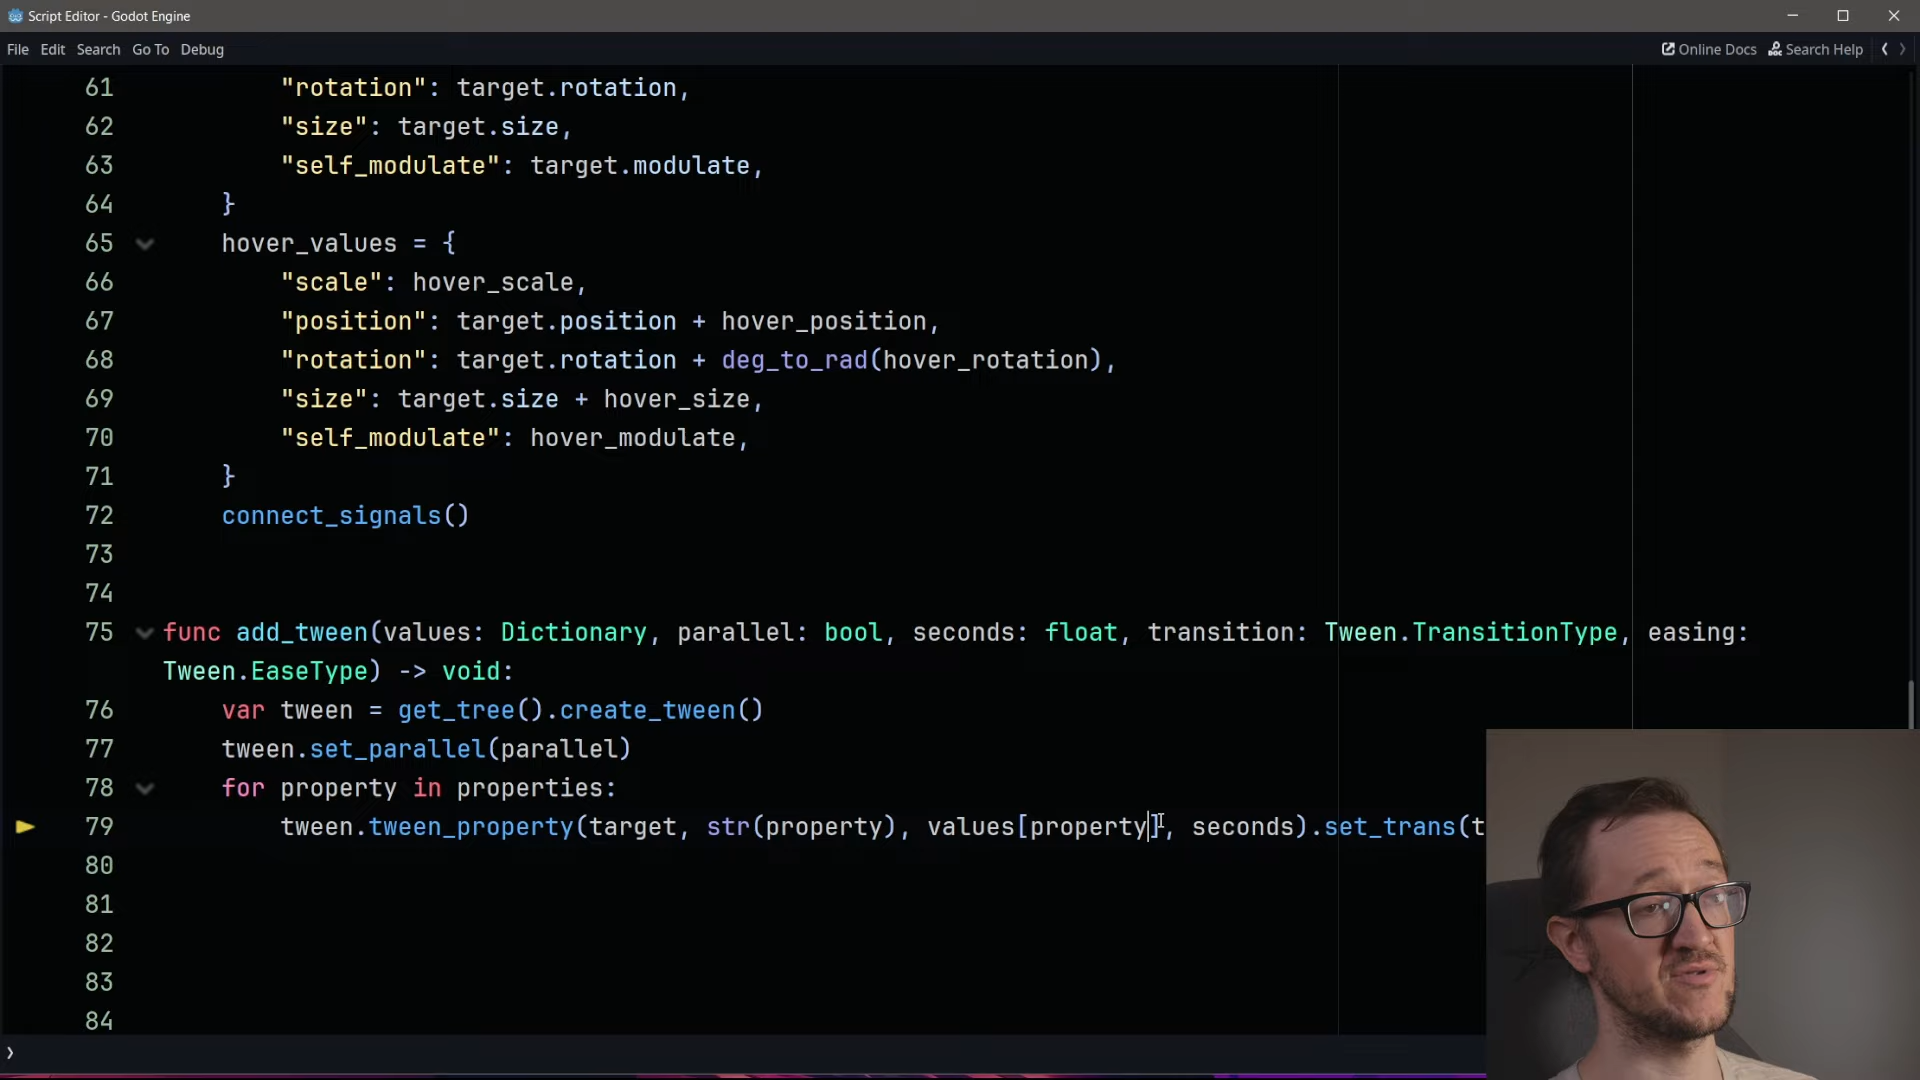 Script Editor - Godot Engine
File Edit Search Go To Debug
Online Docs Search Help
61 "rotation": target.rotation,
62 "size": target.size,
63 "self_modulate": target.modulate,
64 }
65 hover_values = {
66 "scale": hover_scale,
67 "position": target.position + hover_position,
68 "rotation": target.rotation + deg_to_rad(hover_rotation),
69 "size": target.size + hover_size,
70 "self_modulate": hover_modulate,
71 }
72 connect_signals()
73
74
75 func add_tween(values: Dictionary, parallel: bool, seconds: float, transition: Tween.TransitionType, easing:
Tween.EaseType) -> void:
76 var tween = get_tree().create_tween()
77 tween.set_parallel(parallel)
78 for property in properties:
79 tween.tween_property(target, str(property), values[property], seconds).set_trans(t
80
81
82
83
84